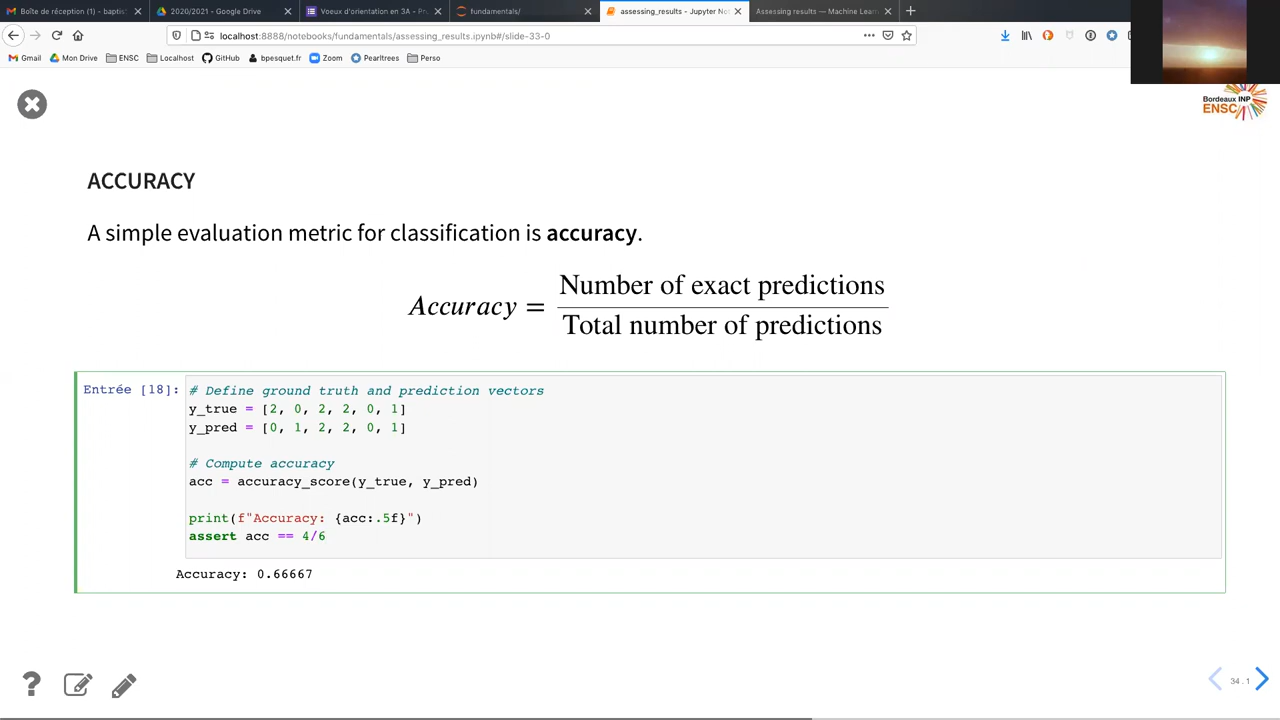 Boîte de réception (1) - baptis
2020/2021 - Google Drive
Voeux d'orientation en 3A - Pr
fundamentals/
assessing_results - Jupyter No
Assessing results — Machine Lear
localhost:8888/notebooks/fundamentals/assessing_results.ipynb#/slide-33-0
Gmail
Mon Drive
ENSC
Localhost
GitHub
bpesquet.fr
Zoom
Pearltrees
Perso
Bordeaux INP
ENSC
ACCURACY
A simple evaluation metric for classification is accuracy.
Accuracy = Number of exact predictions
Total number of predictions
Entrée [18]: # Define ground truth and prediction vectors
y_true = [2, 0, 2, 2, 0, 1]
y_pred = [0, 1, 2, 2, 0, 1]
# Compute accuracy
acc = accuracy_score(y_true, y_pred)
print(f"Accuracy: {acc:.5f}")
assert acc == 4/6
Accuracy: 0.66667
34.1